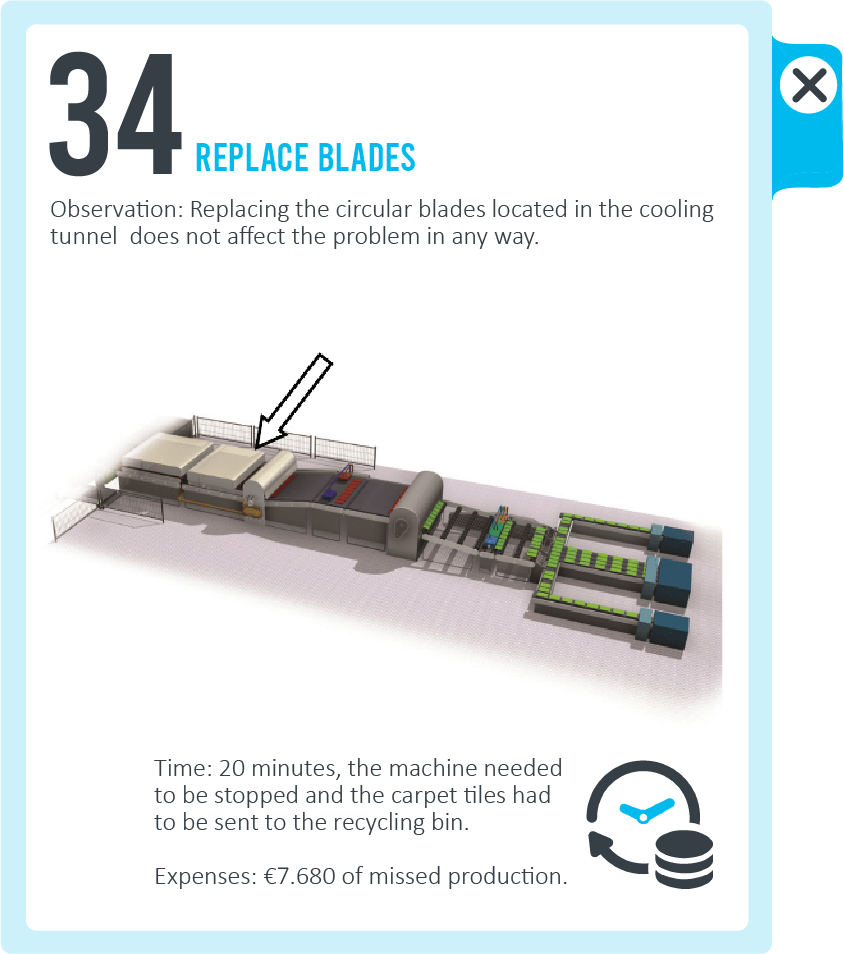 34 REPLACE BLADES
Observation: Replacing the circular blades located in the cooling
tunnel  does not affect the problem in any way.
Time: 20 minutes, the machine needed
to be stopped and the carpet tiles had
to be sent to the recycling bin.
Expenses: €7.680 of missed production.